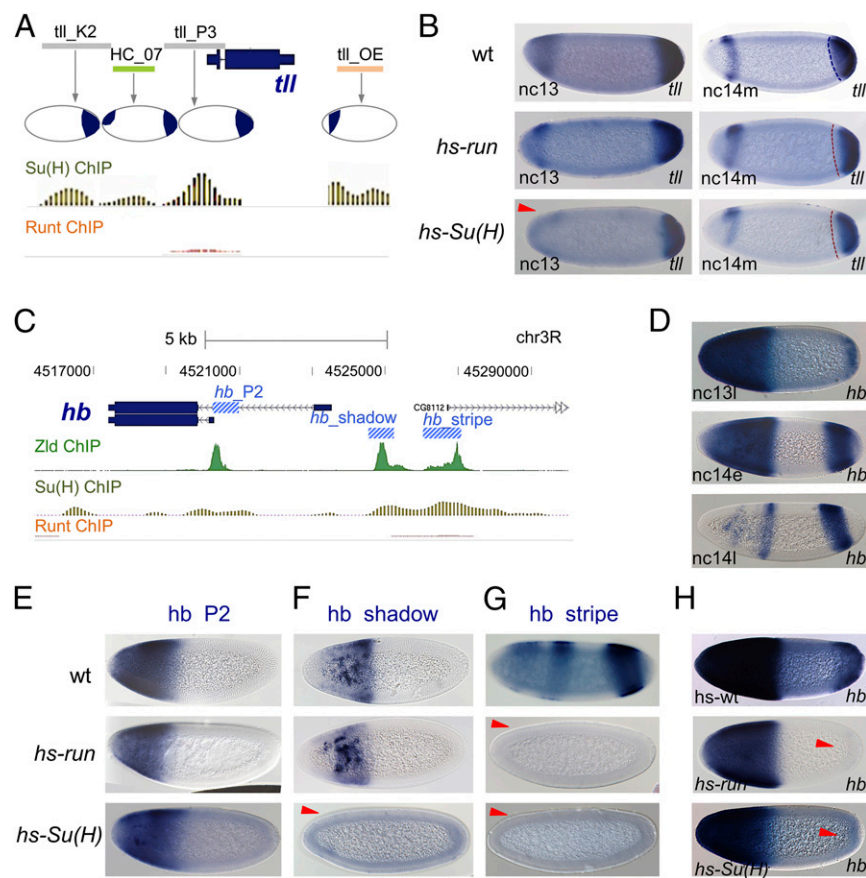 A
tll_K2
tll_P3
HC_07
tll
tll_OE
Su(H) ChIP
Runt ChIP
B
wt
nc13 tll
nc14m tll
hs-run
nc13 tll
nc14m tll
hs-Su(H)
nc13 tll
nc14m tll
C
5 kb
chr3R
4517000
4521000
4525000
45290000
hb_P2
hb
CG8112
hb_shadow
hb_stripe
Zld ChIP
Su(H) ChIP
Runt ChIP
D
nc13l hb
nc14e hb
nc14l hb
E
hb P2
F
hb shadow
G
hb stripe
H
wt
hs-wt hb
hs-run
hs-run hb
hs-Su(H)
hs-Su(H) hb